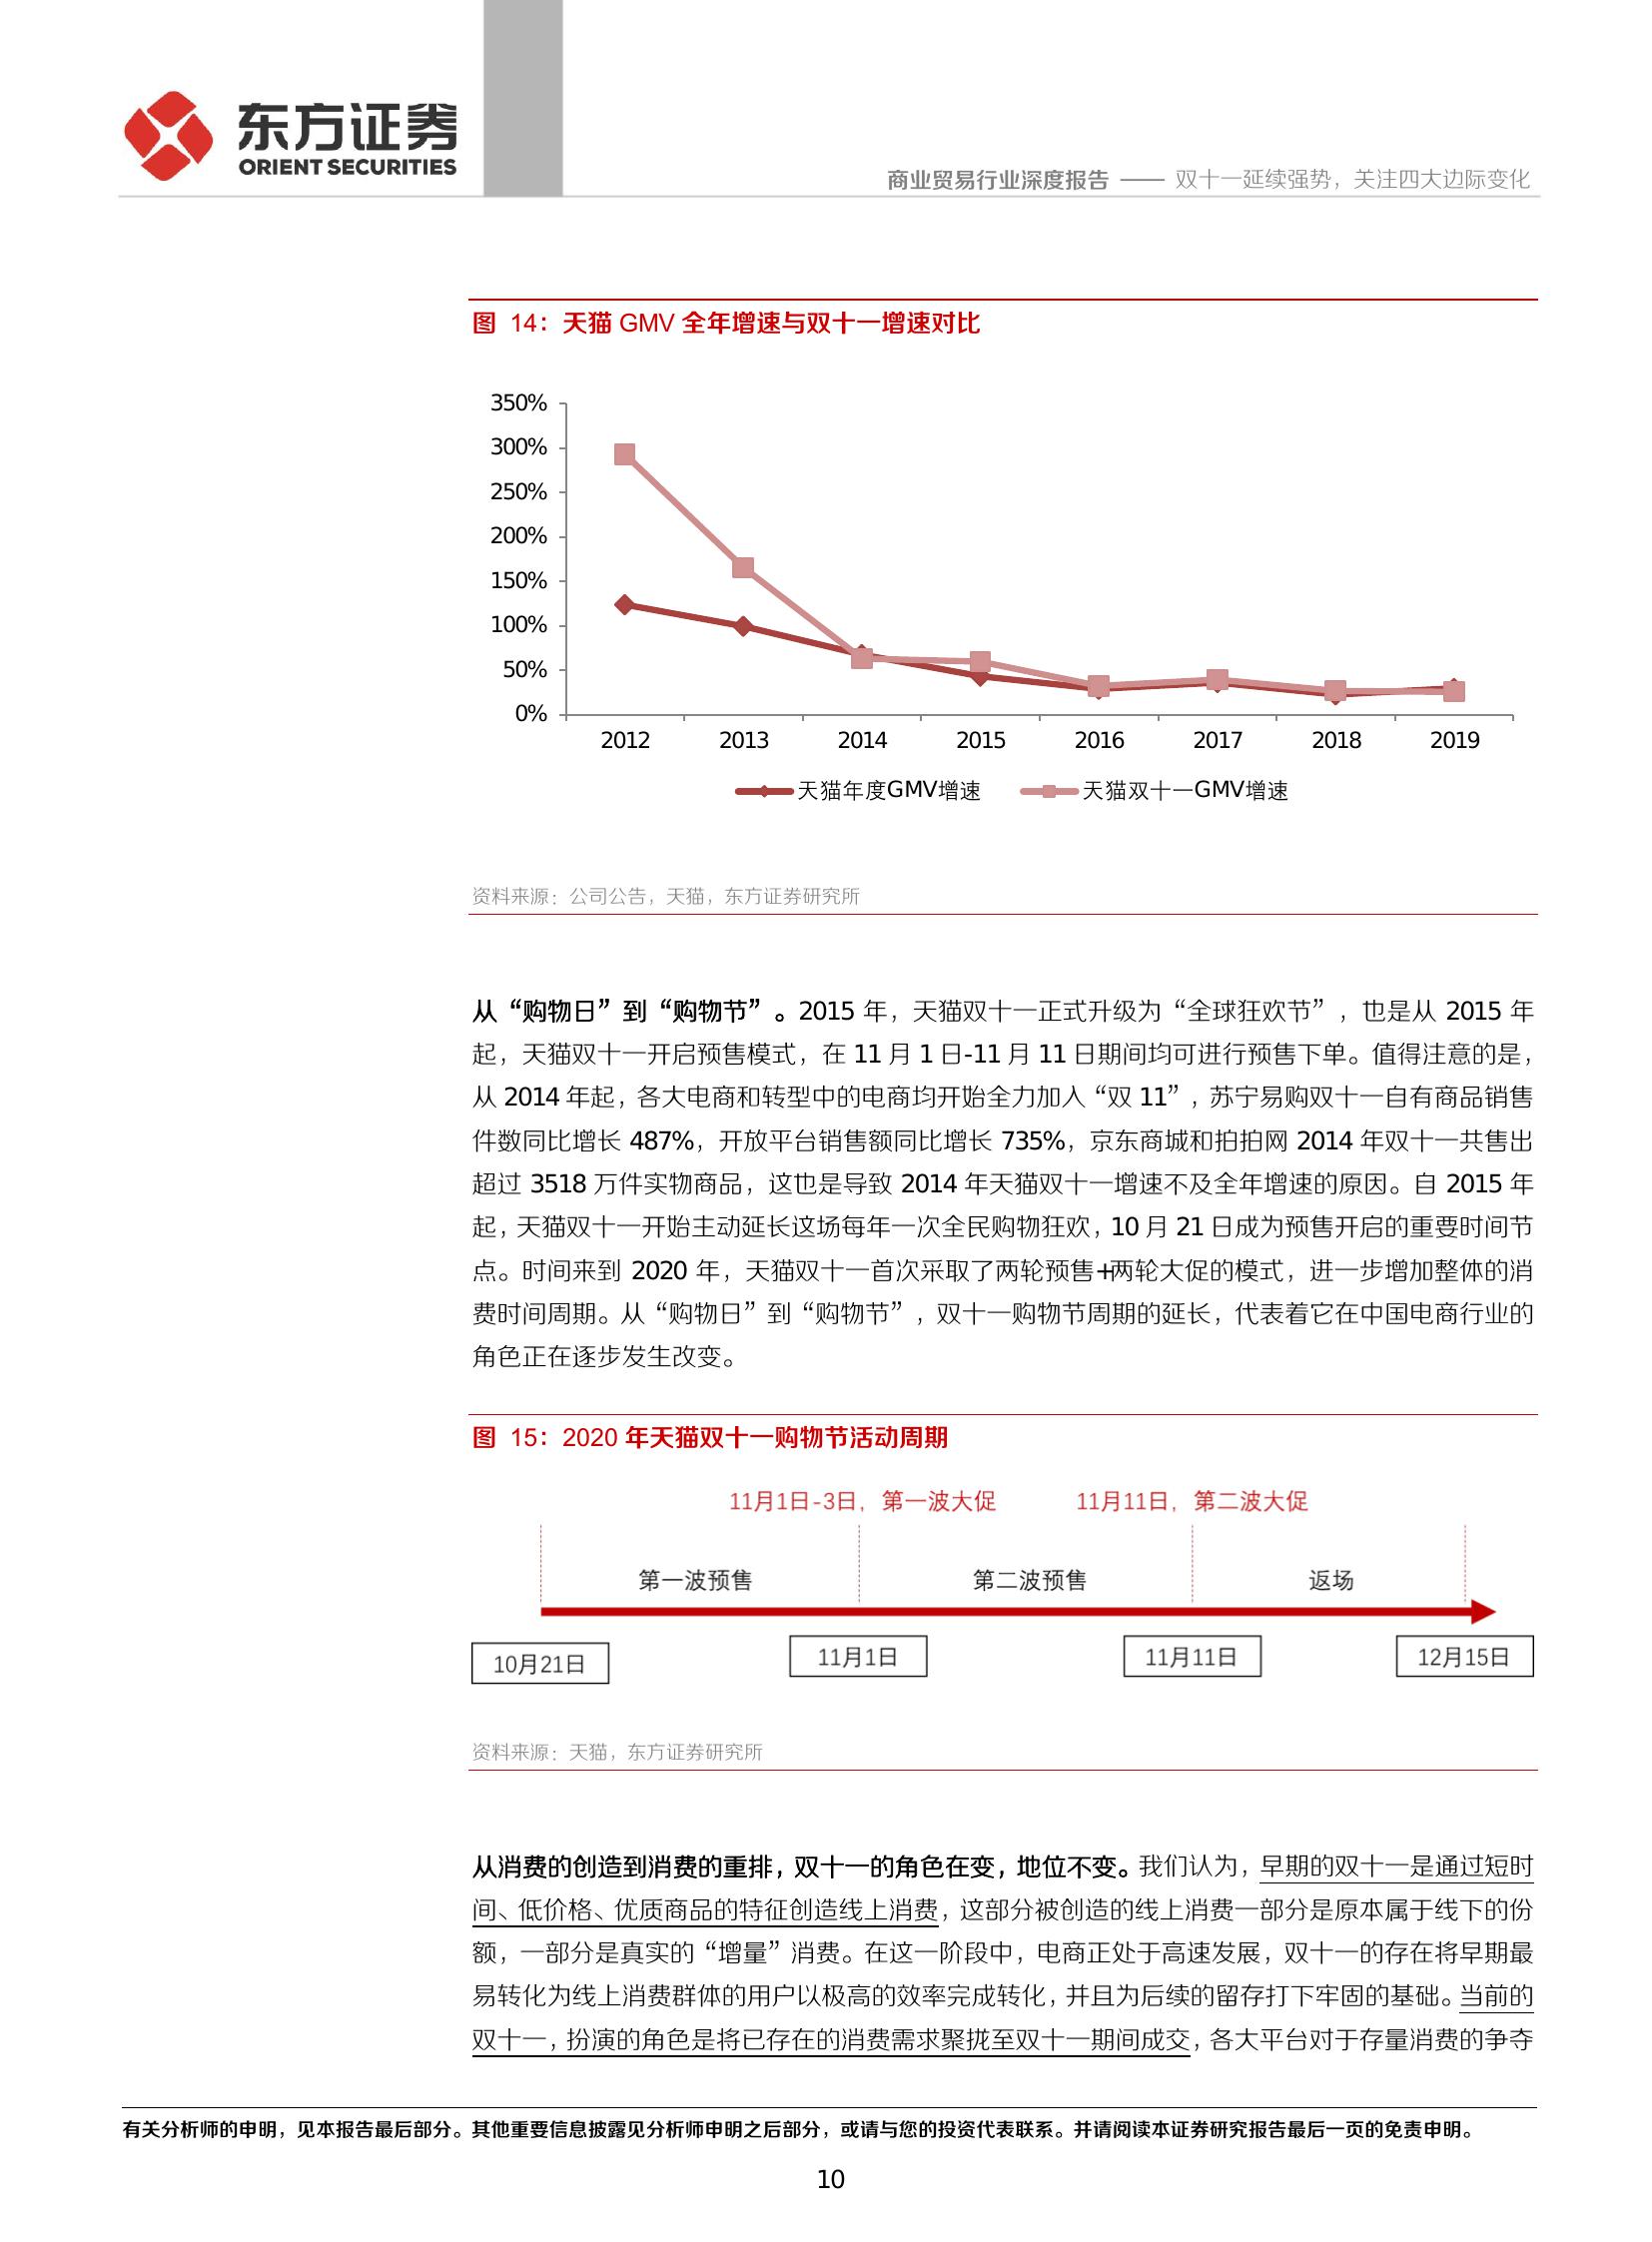 东方证券
ORIENT SECURITIES
商业贸易行业深度报告 —— 双十一延续强势，关注四大边际变化
图 14：天猫 GMV 全年增速与双十一增速对比
350%
300%
250%
200%
150%
100%
50%
0%
2012 2013 2014 2015 2016 2017 2018 2019
天猫年度GMV增速 天猫双十一GMV增速
资料来源：公司公告，天猫，东方证券研究所
从“购物日”到“购物节”。2015 年，天猫双十一正式升级为“全球狂欢节”，也是从 2015 年
起，天猫双十一开启预售模式，在 11 月 1 日-11 月 11 日期间均可进行预售下单。值得注意的是，
从 2014 年起，各大电商和转型中的电商均开始全力加入“双 11”，苏宁易购双十一自有商品销售
件数同比增长 487%，开放平台销售额同比增长 735%，京东商城和拍拍网 2014 年双十一共售出
超过 3518 万件实物商品，这也是导致 2014 年天猫双十一增速不及全年增速的原因。自 2015 年
起，天猫双十一开始主动延长这场每年一次全民购物狂欢，10 月 21 日成为预售开启的重要时间节
点。时间来到 2020 年，天猫双十一首次采取了两轮预售+两轮大促的模式，进一步增加整体的消
费时间周期。从“购物日”到“购物节”，双十一购物节周期的延长，代表着它在中国电商行业的
角色正在逐步发生改变。
图 15：2020 年天猫双十一购物节活动周期
11月1日-3日，第一波大促 11月11日，第二波大促
第一波预售 第二波预售 返场
10月21日 11月1日 11月11日 12月15日
资料来源：天猫，东方证券研究所
从消费的创造到消费的重排，双十一的角色在变，地位不变。我们认为，早期的双十一是通过短时
间、低价格、优质商品的特征创造线上消费，这部分被创造的线上消费一部分是原本属于线下的份
额，一部分是真实的“增量”消费。在这一阶段中，电商正处于高速发展，双十一的存在将早期最
易转化为线上消费群体的用户以极高的效率完成转化，并且为后续的留存打下牢固的基础。当前的
双十一，扮演的角色是将已存在的消费需求聚拢至双十一期间成交，各大平台对于存量消费的争夺
有关分析师的申明，见本报告最后部分。其他重要信息披露见分析师申明之后部分，或请与您的投资代表联系。并请阅读本证券研究报告最后一页的免责申明。
10